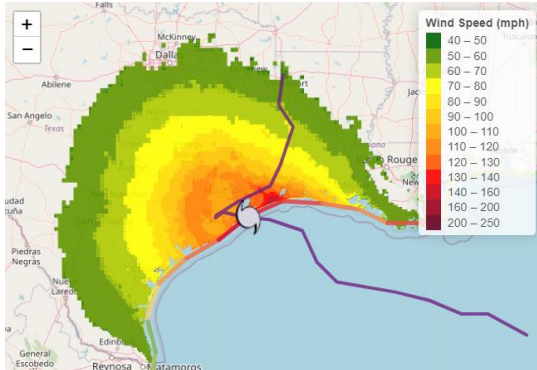 +
−
Falls
McKinney
Dallas
Abilene
San Angelo
Texas
Piedras
Negras
Laredo
General
Escobedo
Reynosa
Matamoros
Rouge
New
Wind Speed (mph)
40 – 50
50 – 60
60 – 70
70 – 80
80 – 90
90 – 100
100 – 110
110 – 120
120 – 130
130 – 140
140 – 160
160 – 200
200 – 250